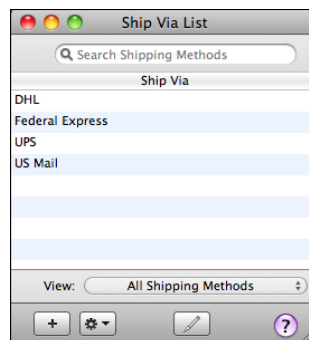 Ship Via List
Search Shipping Methods
Ship Via
DHL
Federal Express
UPS
US Mail
View: All Shipping Methods
+
?